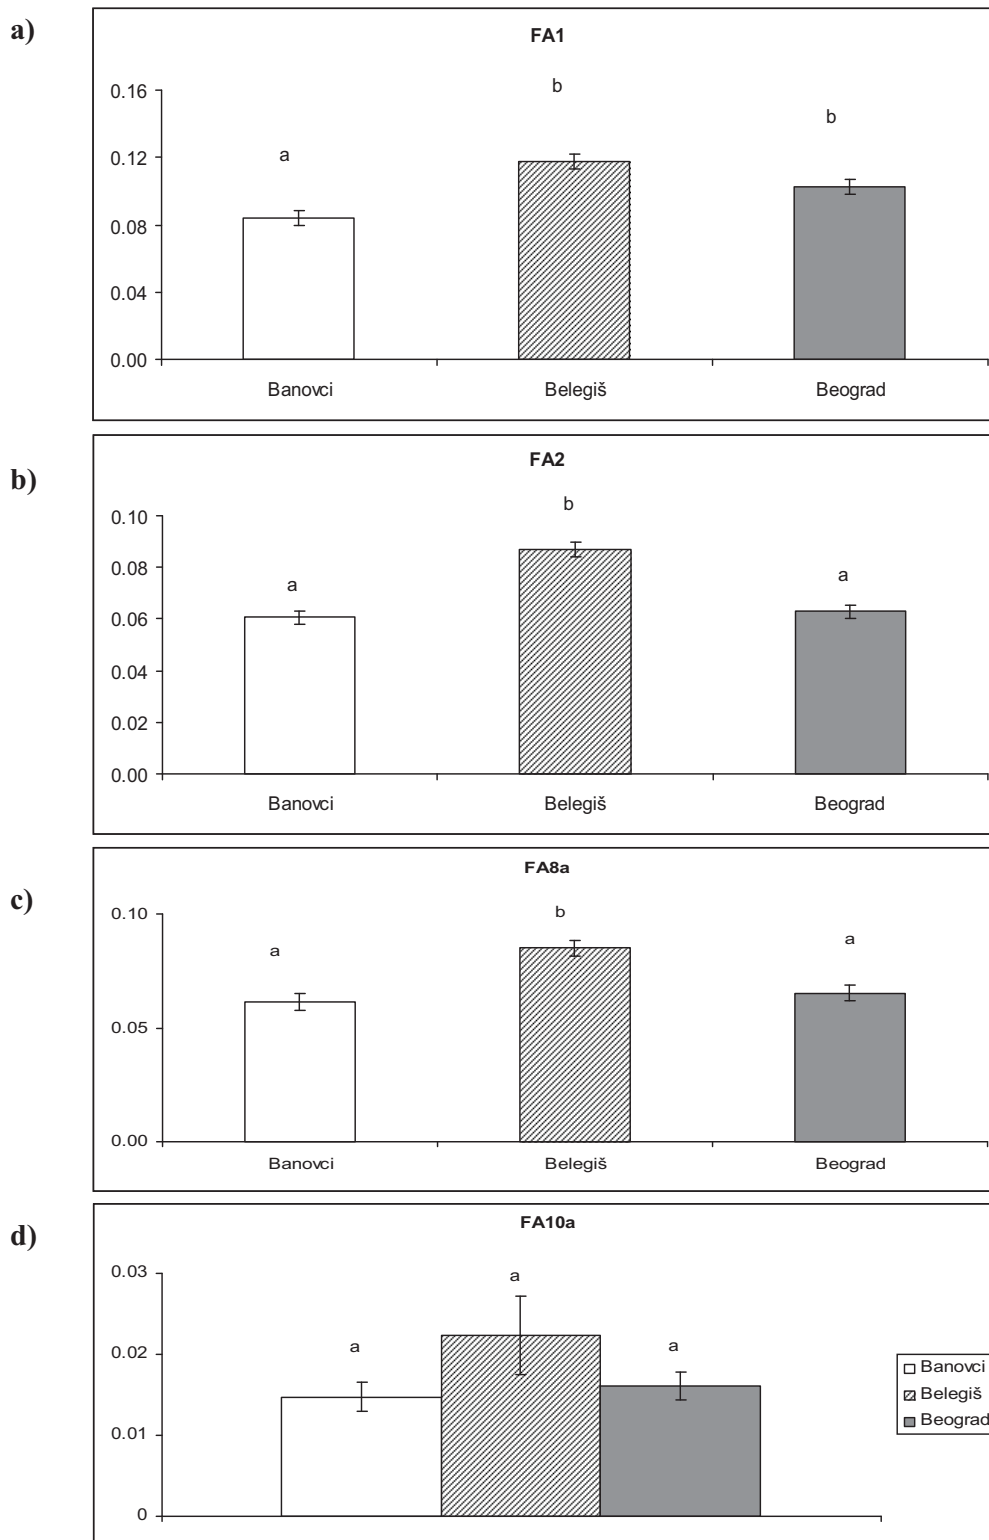 a)
FA1
0.16
0.12
0.08
0.04
0.00
b
b
a
Banovci Belegiš Beograd
b)
FA2
0.10
0.08
0.06
0.04
0.02
0.00
b
a
a
Banovci Belegiš Beograd
c)
FA8a
0.10
0.05
0.00
b
a
a
Banovci Belegiš Beograd
d)
FA10a
0.03
0.02
0.01
0
a
a
a
Banovci
Belegiš
Beograd